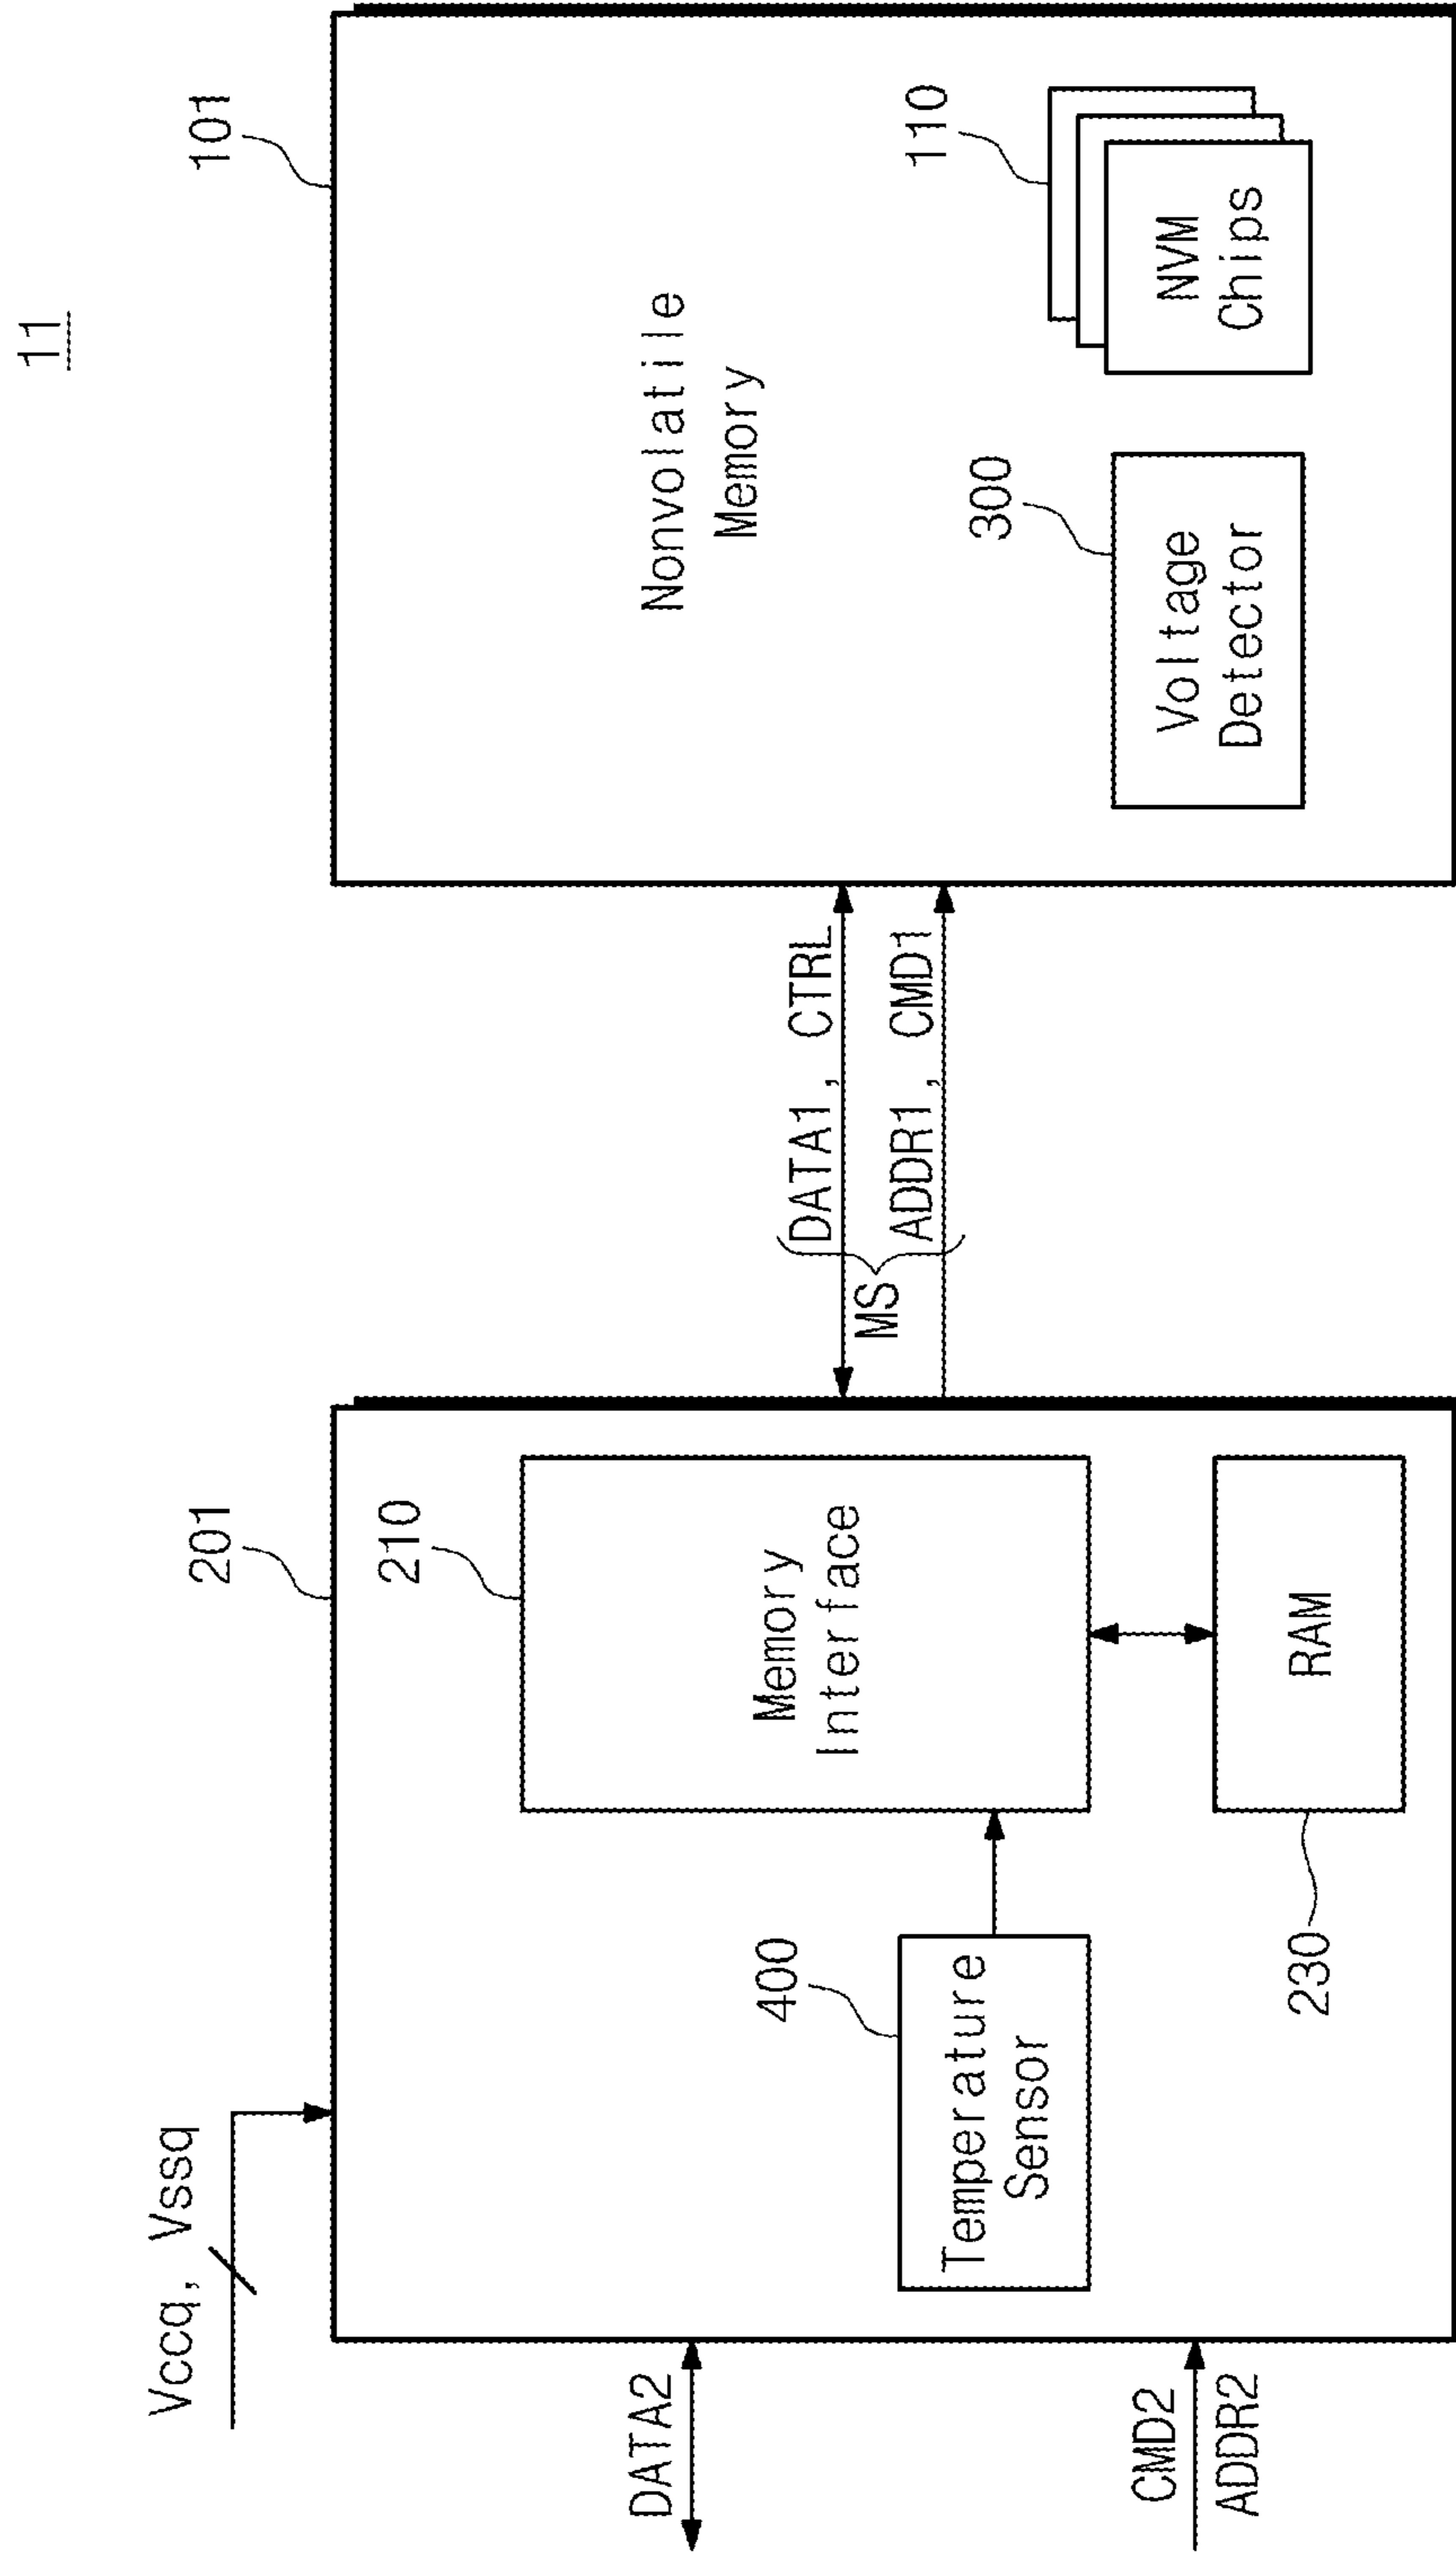 11
Vccq, Vssq
201
101
210
DATA2
Memory
Interface
DATA1, CTRL
Nonvolatile
Memory
400
MS
ADDR1, CMD1
300
110
Temperature
Sensor
Voltage
Detector
NVM
Chips
CMD2
ADDR2
230
RAM